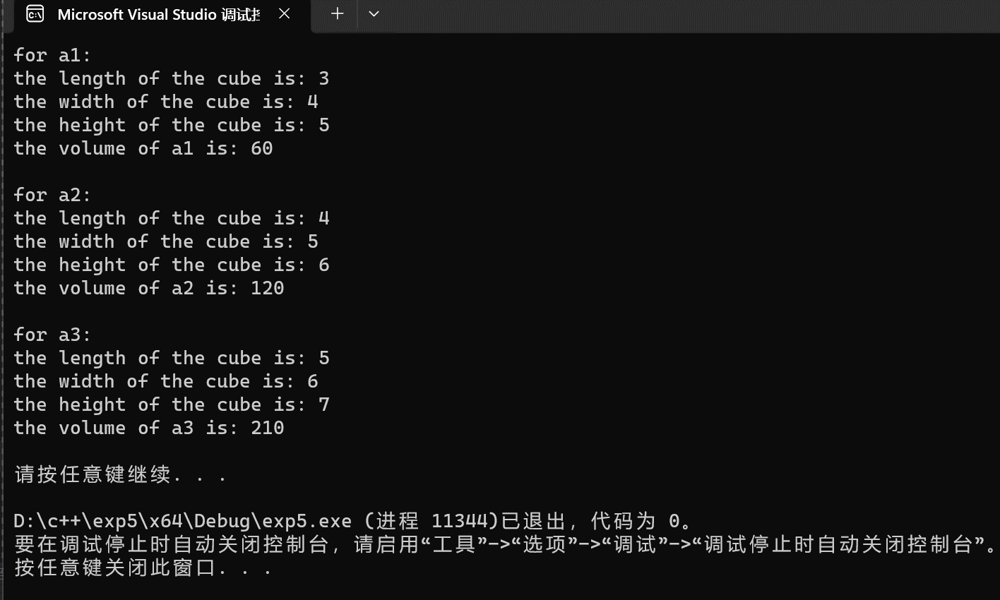 Microsoft Visual Studio 调试
for a1:
the length of the cube is: 3
the width of the cube is: 4
the height of the cube is: 5
the volume of a1 is: 60
for a2:
the length of the cube is: 4
the width of the cube is: 5
the height of the cube is: 6
the volume of a2 is: 120
for a3:
the length of the cube is: 5
the width of the cube is: 6
the height of the cube is: 7
the volume of a3 is: 210
请按任意键继续. . .
D:\c++\exp5\x64\Debug\exp5.exe (进程 11344)已退出，代码为 0。
要在调试停止时自动关闭控制台，请启用“工具”->“选项”->“调试”->“调试停止时自动关闭控制台”。
按任意键关闭此窗口. . .